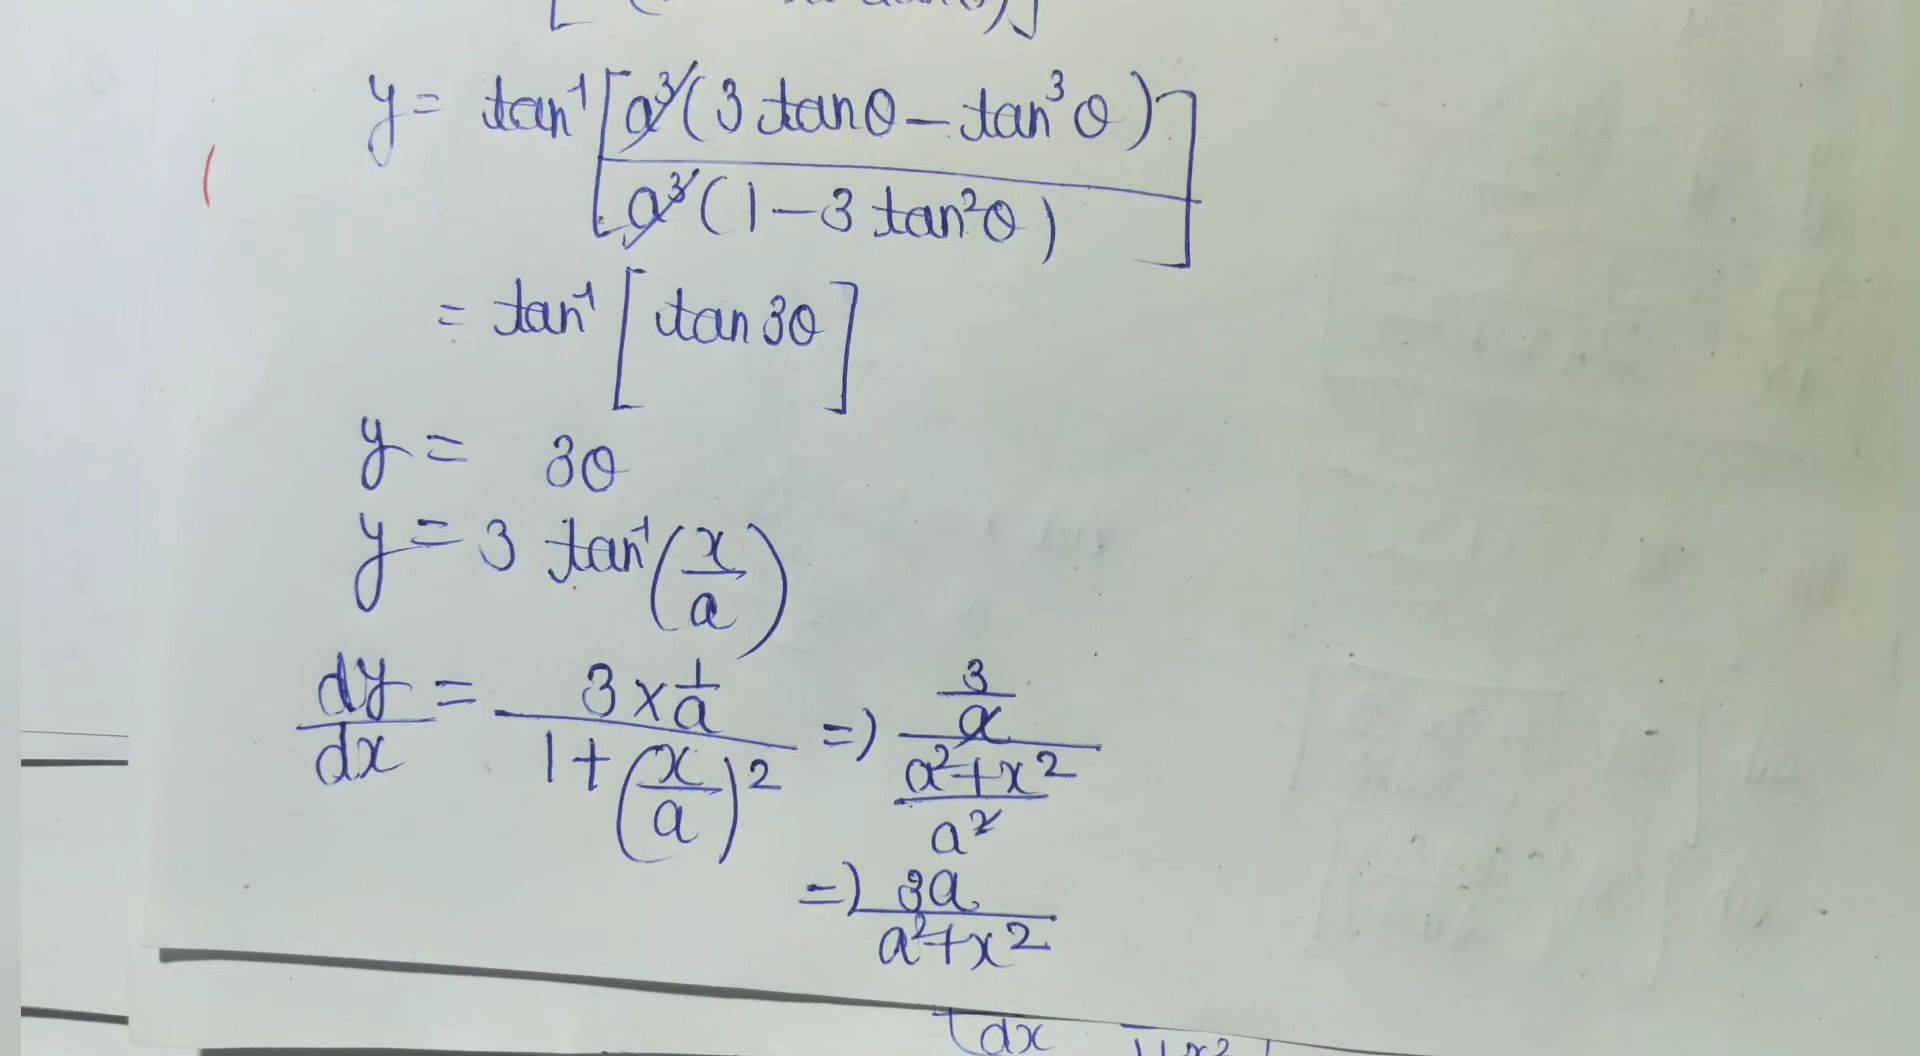 y = tan⁻¹ [ a³(3 tanθ − tan³θ) / a³(1 − 3 tan²θ) ]
= tan⁻¹ [ tan 3θ ]
y = 3θ
y = 3 tan⁻¹ (x/a)
dy/dx = (3 × 1/a) / (1 + (x/a)²) => (3/a) / ((a² + x²)/a²)
=> 3a / (a² + x²)
dx